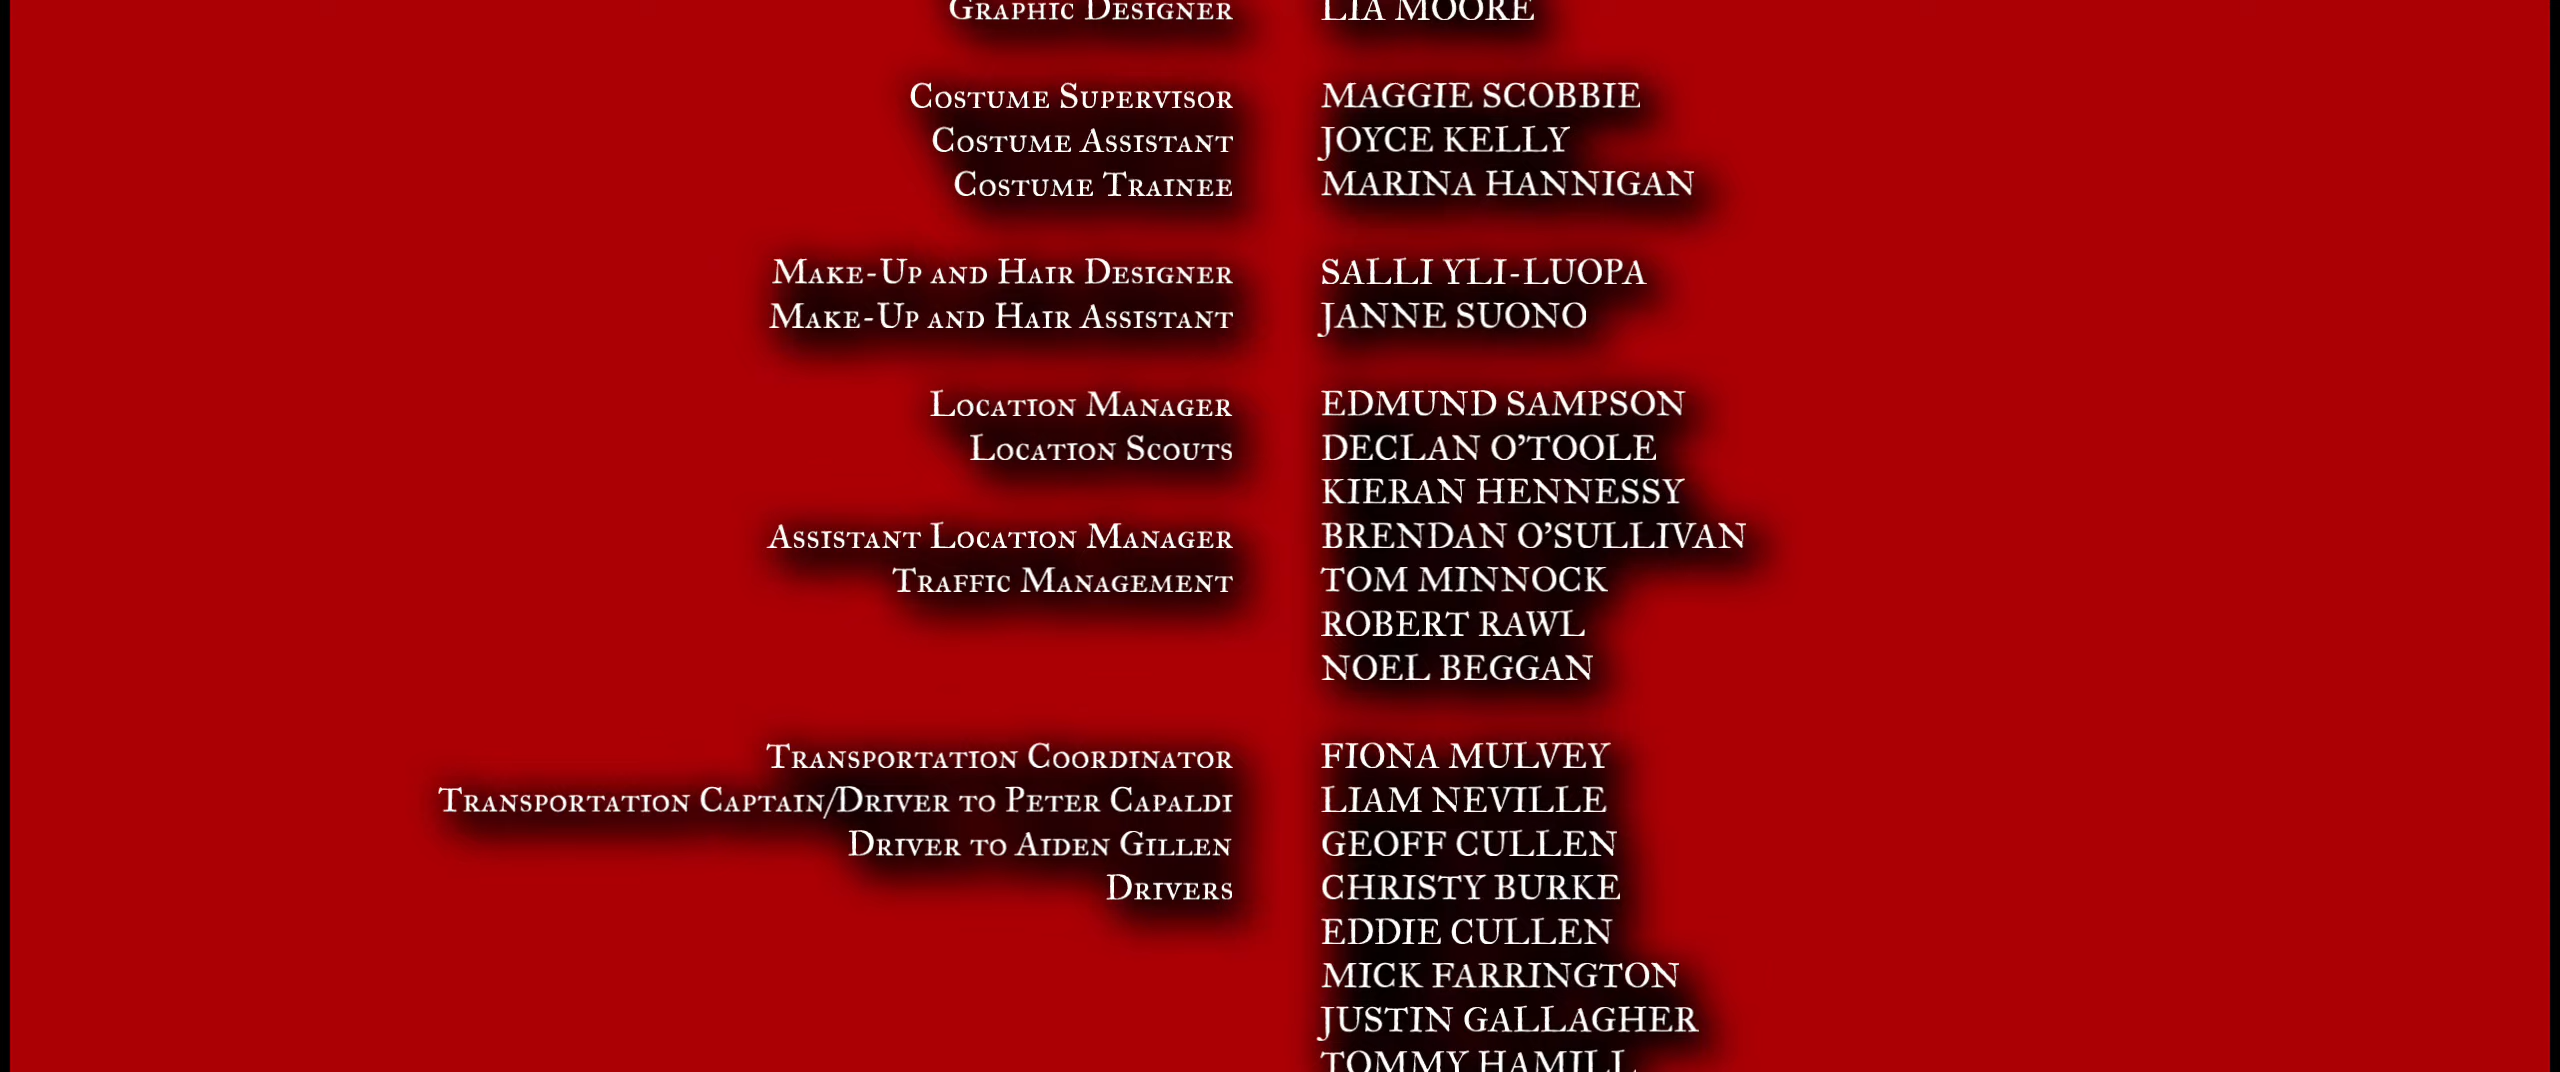 Graphic Designer LIA MOORE
Costume Supervisor MAGGIE SCOBBIE
Costume Assistant JOYCE KELLY
Costume Trainee MARINA HANNIGAN
Make-Up and Hair Designer SALLI YLI-LUOPA
Make-Up and Hair Assistant JANNE SUONO
Location Manager EDMUND SAMPSON
Location Scouts DECLAN O'TOOLE
KIERAN HENNESSY
Assistant Location Manager BRENDAN O'SULLIVAN
Traffic Management TOM MINNOCK
ROBERT RAWL
NOEL BEGGAN
Transportation Coordinator FIONA MULVEY
Transportation Captain/Driver to Peter Capaldi LIAM NEVILLE
Driver to Aiden Gillen GEOFF CULLEN
Drivers CHRISTY BURKE
EDDIE CULLEN
MICK FARRINGTON
JUSTIN GALLAGHER
TOMMY HAMILL